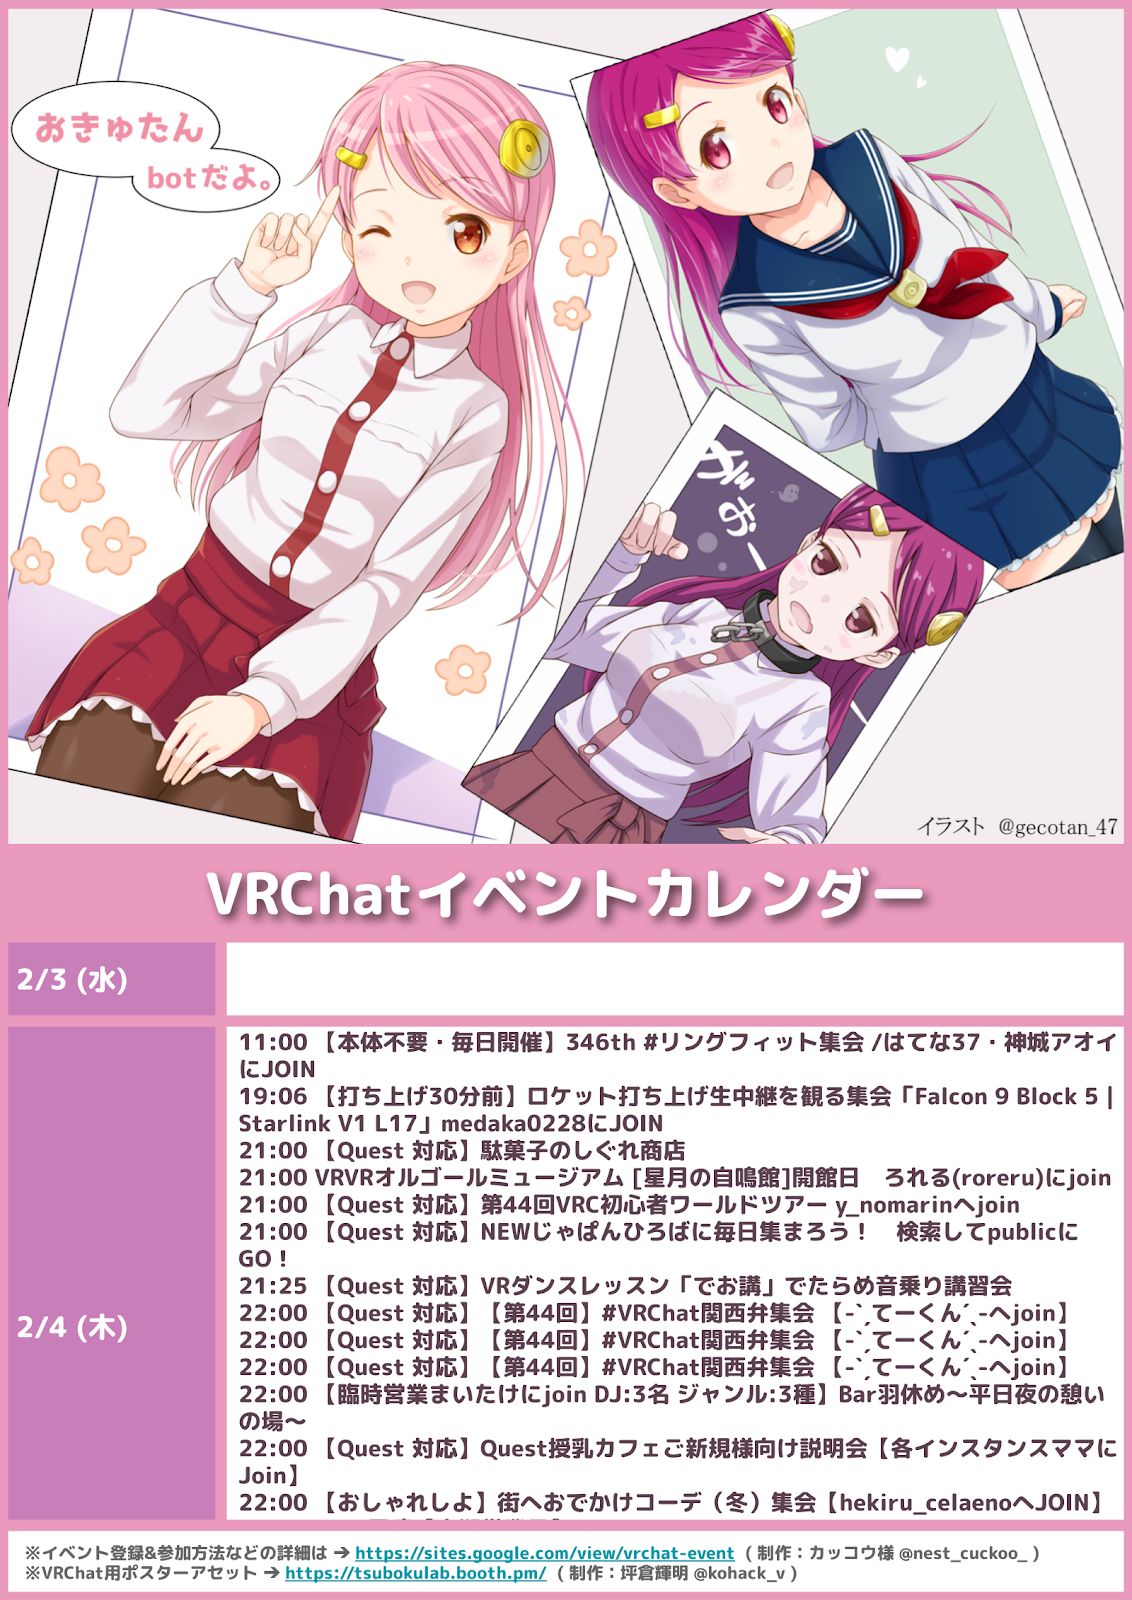 おきゅたん
botだよ。
がおー
イラスト @gecotan_47
VRChatイベントカレンダー
2/3 (水)
2/4 (木)
11:00 【本体不要・毎日開催】346th #リングフィット集会 /はてな37・神城アオイ
にJOIN
19:06 【打ち上げ30分前】ロケット打ち上げ生中継を観る集会「Falcon 9 Block 5 |
Starlink V1 L17」medaka0228にJOIN
21:00 【Quest 対応】駄菓子のしぐれ商店
21:00 VRVRオルゴールミュージアム [星月の自鳴館]開館日　ろれる(roreru)にjoin
21:00 【Quest 対応】第44回VRC初心者ワールドツアー y_nomarinへjoin
21:00 【Quest 対応】NEWじゃぱんひろばに毎日集まろう！　検索してpublicに
GO！
21:25 【Quest 対応】VRダンスレッスン「でお講」でたらめ音乗り講習会
22:00 【Quest 対応】【第44回】#VRChat関西弁集会 【-ˋˏてーくんˊˎ-へjoin】
22:00 【Quest 対応】【第44回】#VRChat関西弁集会 【-ˋˏてーくんˊˎ-へjoin】
22:00 【Quest 対応】【第44回】#VRChat関西弁集会 【-ˋˏてーくんˊˎ-へjoin】
22:00 【臨時営業まいたけにjoin DJ:3名 ジャンル:3種】Bar羽休め～平日夜の憩い
の場～
22:00 【Quest 対応】Quest授乳カフェご新規様向け説明会【各インスタンスママに
Join】
22:00 【おしゃれしよ】街へおでかけコーデ（冬）集会【hekiru_celaenoへJOIN】
※イベント登録&参加方法などの詳細は → https://sites.google.com/view/vrchat-event ( 制作：カッコウ様 @nest_cuckoo_ )
※VRChat用ポスターアセット → https://tsubokulab.booth.pm/ ( 制作：坪倉輝明 @kohack_v )